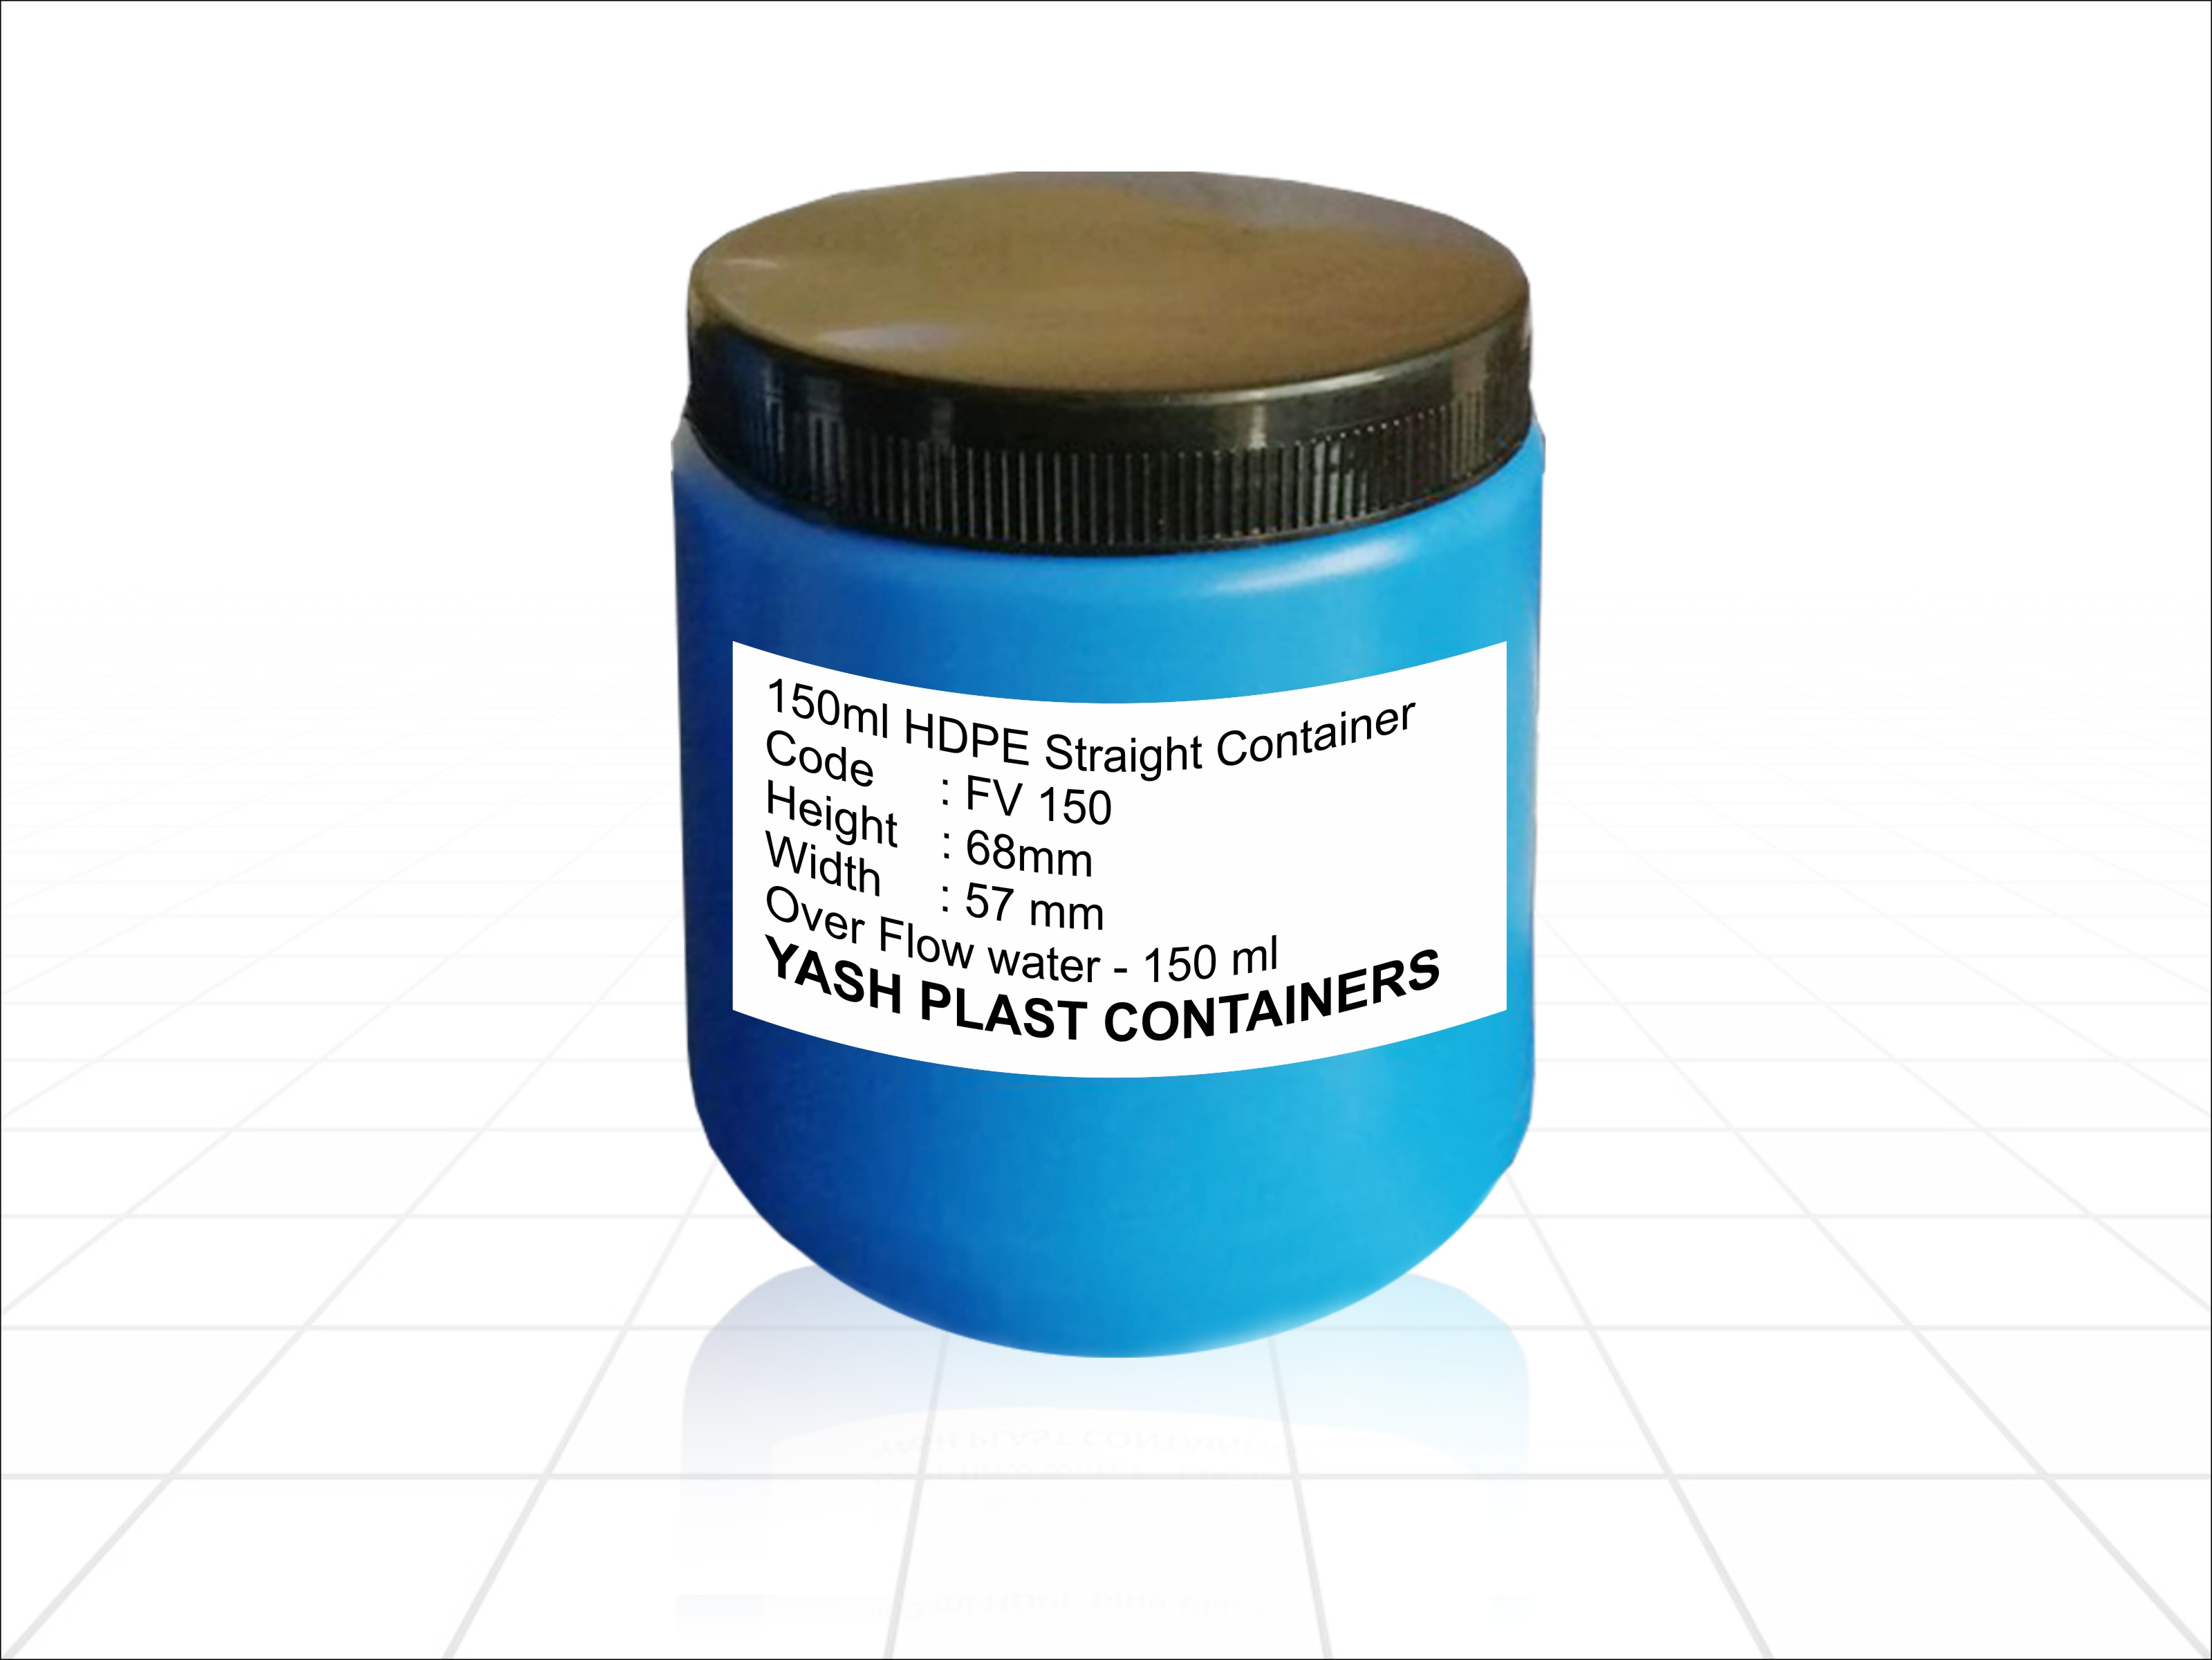 150ml HDPE Straight Container
Code : FV 150
Height : 68mm
Width : 57 mm
Over Flow water - 150 ml
YASH PLAST CONTAINERS